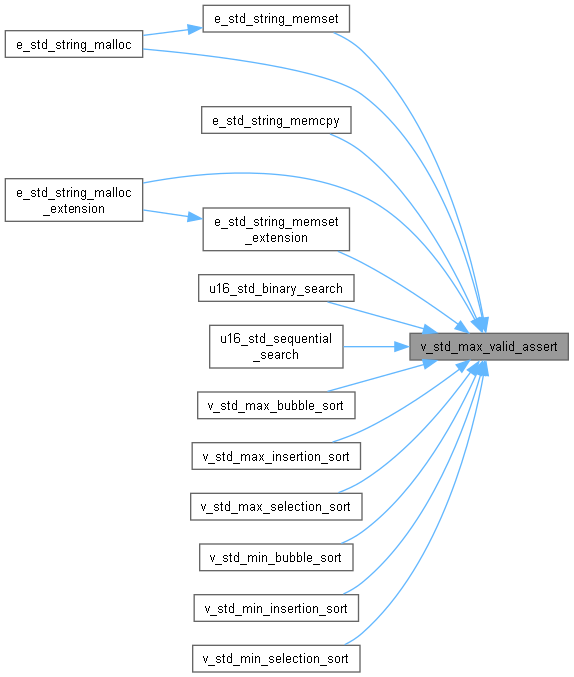 e_std_string_memset
e_std_string_malloc
e_std_string_memcpy
e_std_string_malloc
_extension
e_std_string_memset
_extension
u16_std_binary_search
u16_std_sequential
_search
v_std_max_valid_assert
v_std_max_bubble_sort
v_std_max_insertion_sort
v_std_max_selection_sort
v_std_min_bubble_sort
v_std_min_insertion_sort
v_std_min_selection_sort